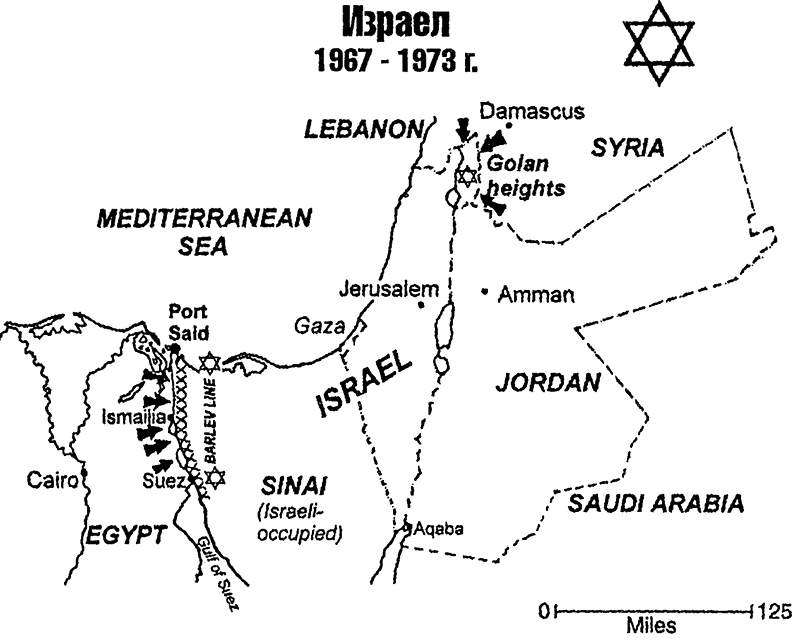 Израел
1967 - 1973 г.
Damascus
LEBANON
SYRIA
Golan
heights
MEDITERRANEAN
SEA
Jerusalem
Amman
Port
Said
Gaza
ISRAEL
JORDAN
BARLEV LINE
Ismailia
Cairo
Suez
SINAI
(Israeli-
occupied)
SAUDI ARABIA
EGYPT
Aqaba
Gulf of Suez
0
125
Miles